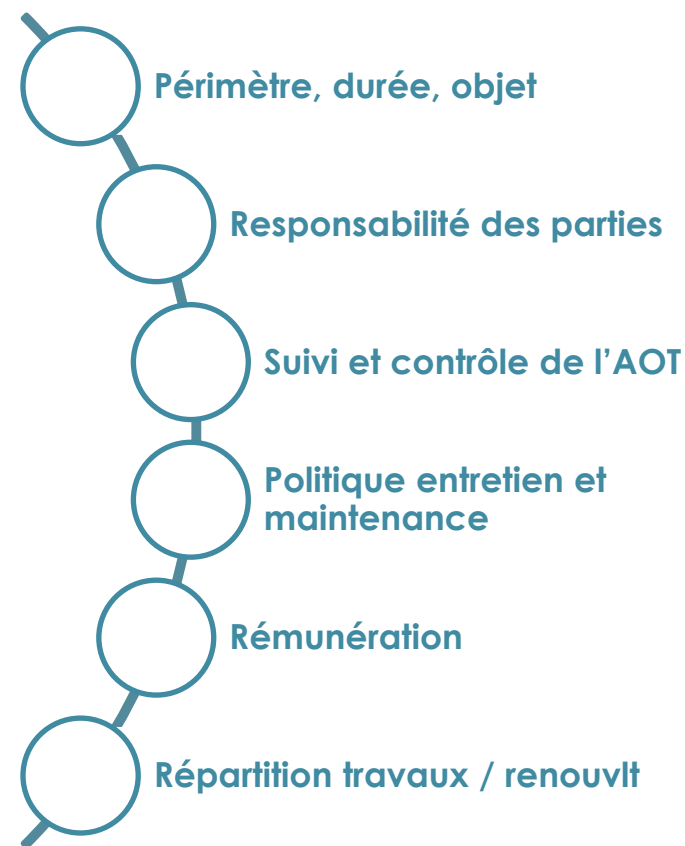 Périmètre, durée, objet
Responsabilité des parties
Suivi et contrôle de l’AOT
Politique entretien et
maintenance
Rémunération
Répartition travaux / renouvlt